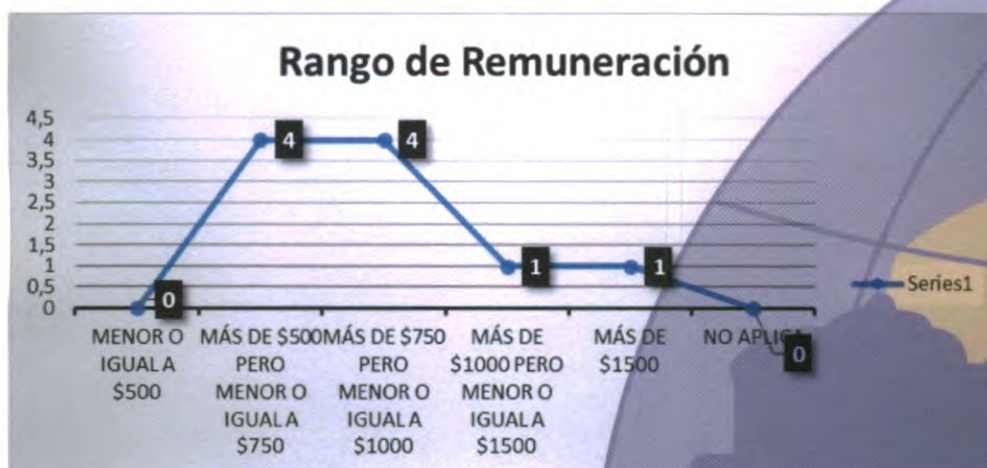 Rango de Remuneración
4,5
4
3,5
3
2,5
2
1,5
1
0,5
0
0
4
4
1
1
0
MENOR O
IGUAL A
$500
MÁS DE $500
PERO
MENOR O
IGUAL A
$750
MÁS DE $750
PERO
MENOR O
IGUAL A
$1000
MÁS DE
$1000 PERO
MENOR O
IGUAL A
$1500
MÁS DE
$1500
NO APLICA
Series1